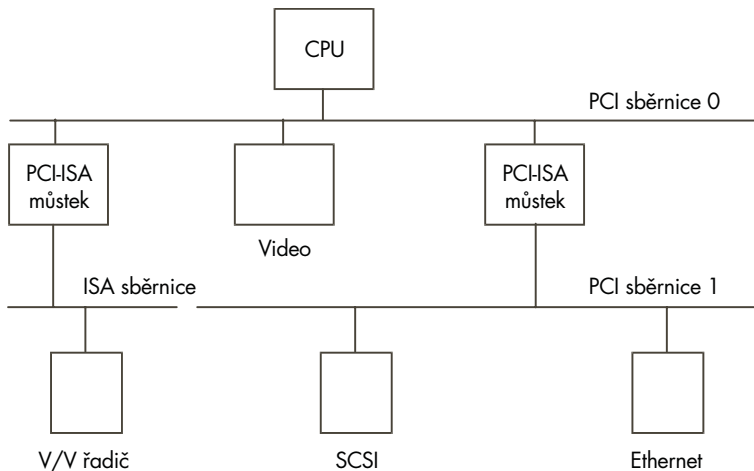 CPU
PCI sběrnice 0
PCI-ISA
můstek
PCI-ISA
můstek
Video
ISA sběrnice
PCI sběrnice 1
V/V řadič
SCSI
Ethernet